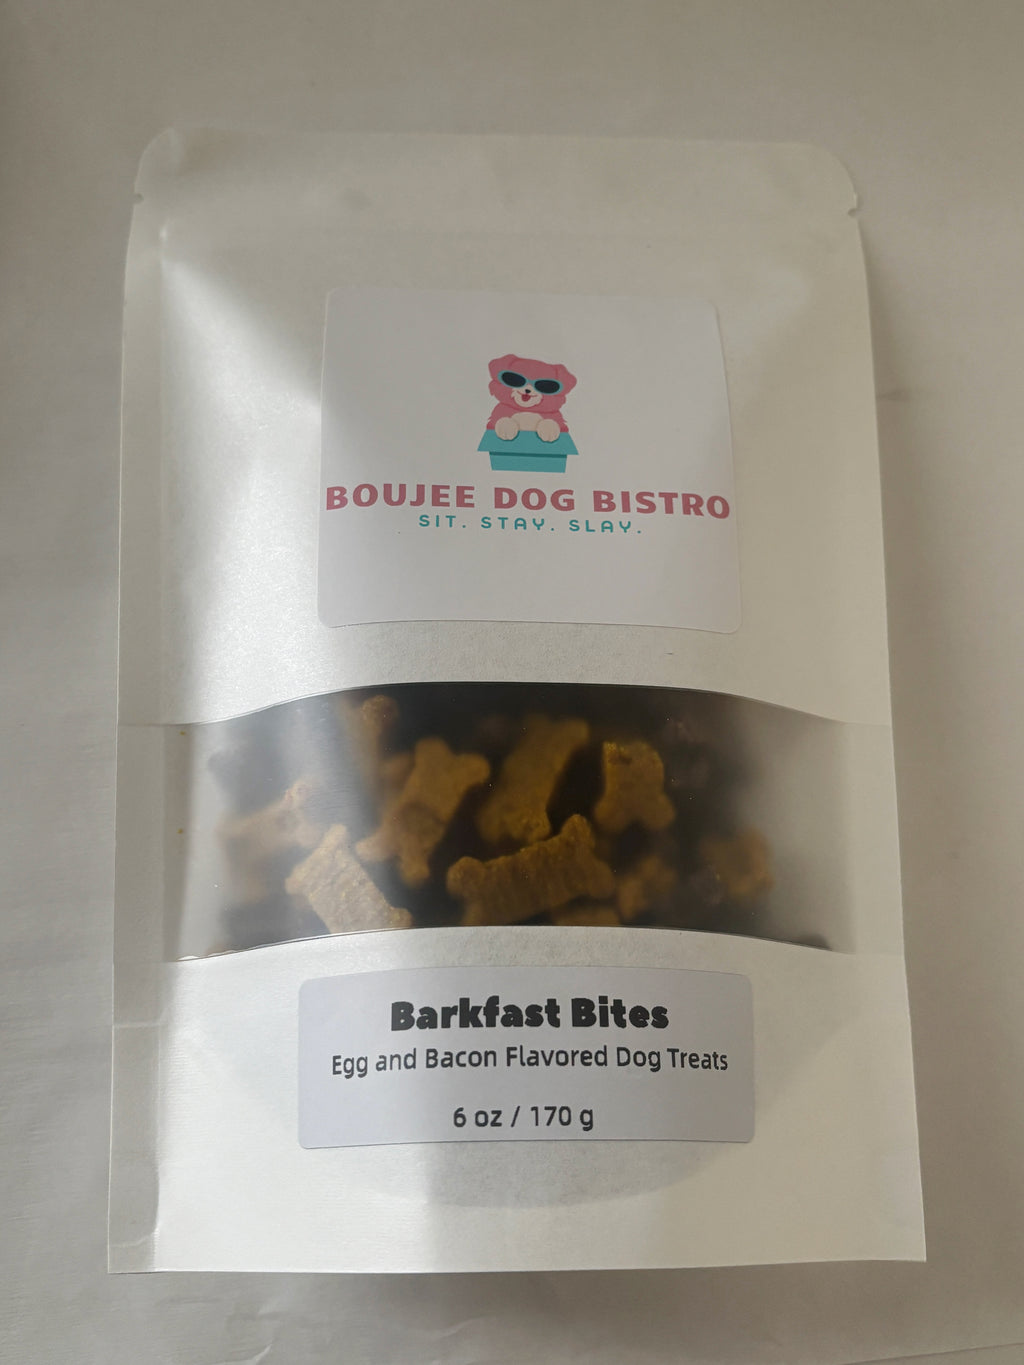 BOUJEE DOG BISTRO
SIT. STAY. SLAY.
Barkfast Bites
Egg and Bacon Flavored Dog Treats
6 oz / 170 g